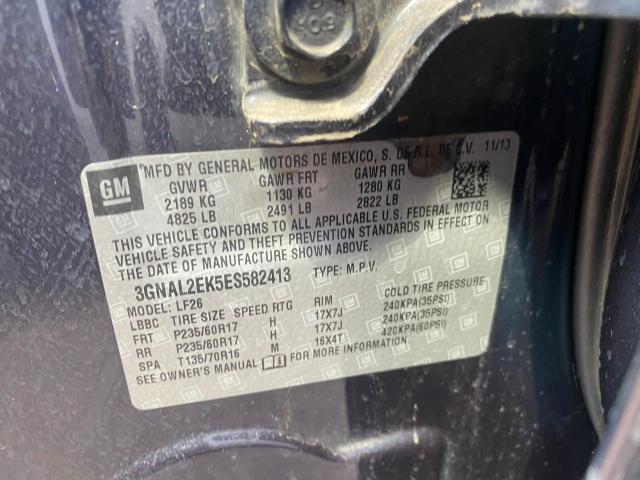 GM
MFD BY GENERAL MOTORS DE MEXICO, S. DE R.L. DE C.V. 11/13
GVWR GAWR FRT GAWR RR
2189 KG 1130 KG 1280 KG
4825 LB 2491 LB 2822 LB
THIS VEHICLE CONFORMS TO ALL APPLICABLE U.S. FEDERAL MOTOR
VEHICLE SAFETY AND THEFT PREVENTION STANDARDS IN EFFECT ON
THE DATE OF MANUFACTURE SHOWN ABOVE.
3GNAL2EK5ES582413 TYPE: M.P.V.
MODEL: LF26
LBBC TIRE SIZE SPEED RTG RIM COLD TIRE PRESSURE
FRT P235/60R17 H 17X7J 240KPA(35PSI)
RR P235/60R17 H 17X7J 240KPA(35PSI)
SPA T135/70R16 M 16X4T 420KPA(60PSI)
SEE OWNER'S MANUAL FOR MORE INFORMATION.